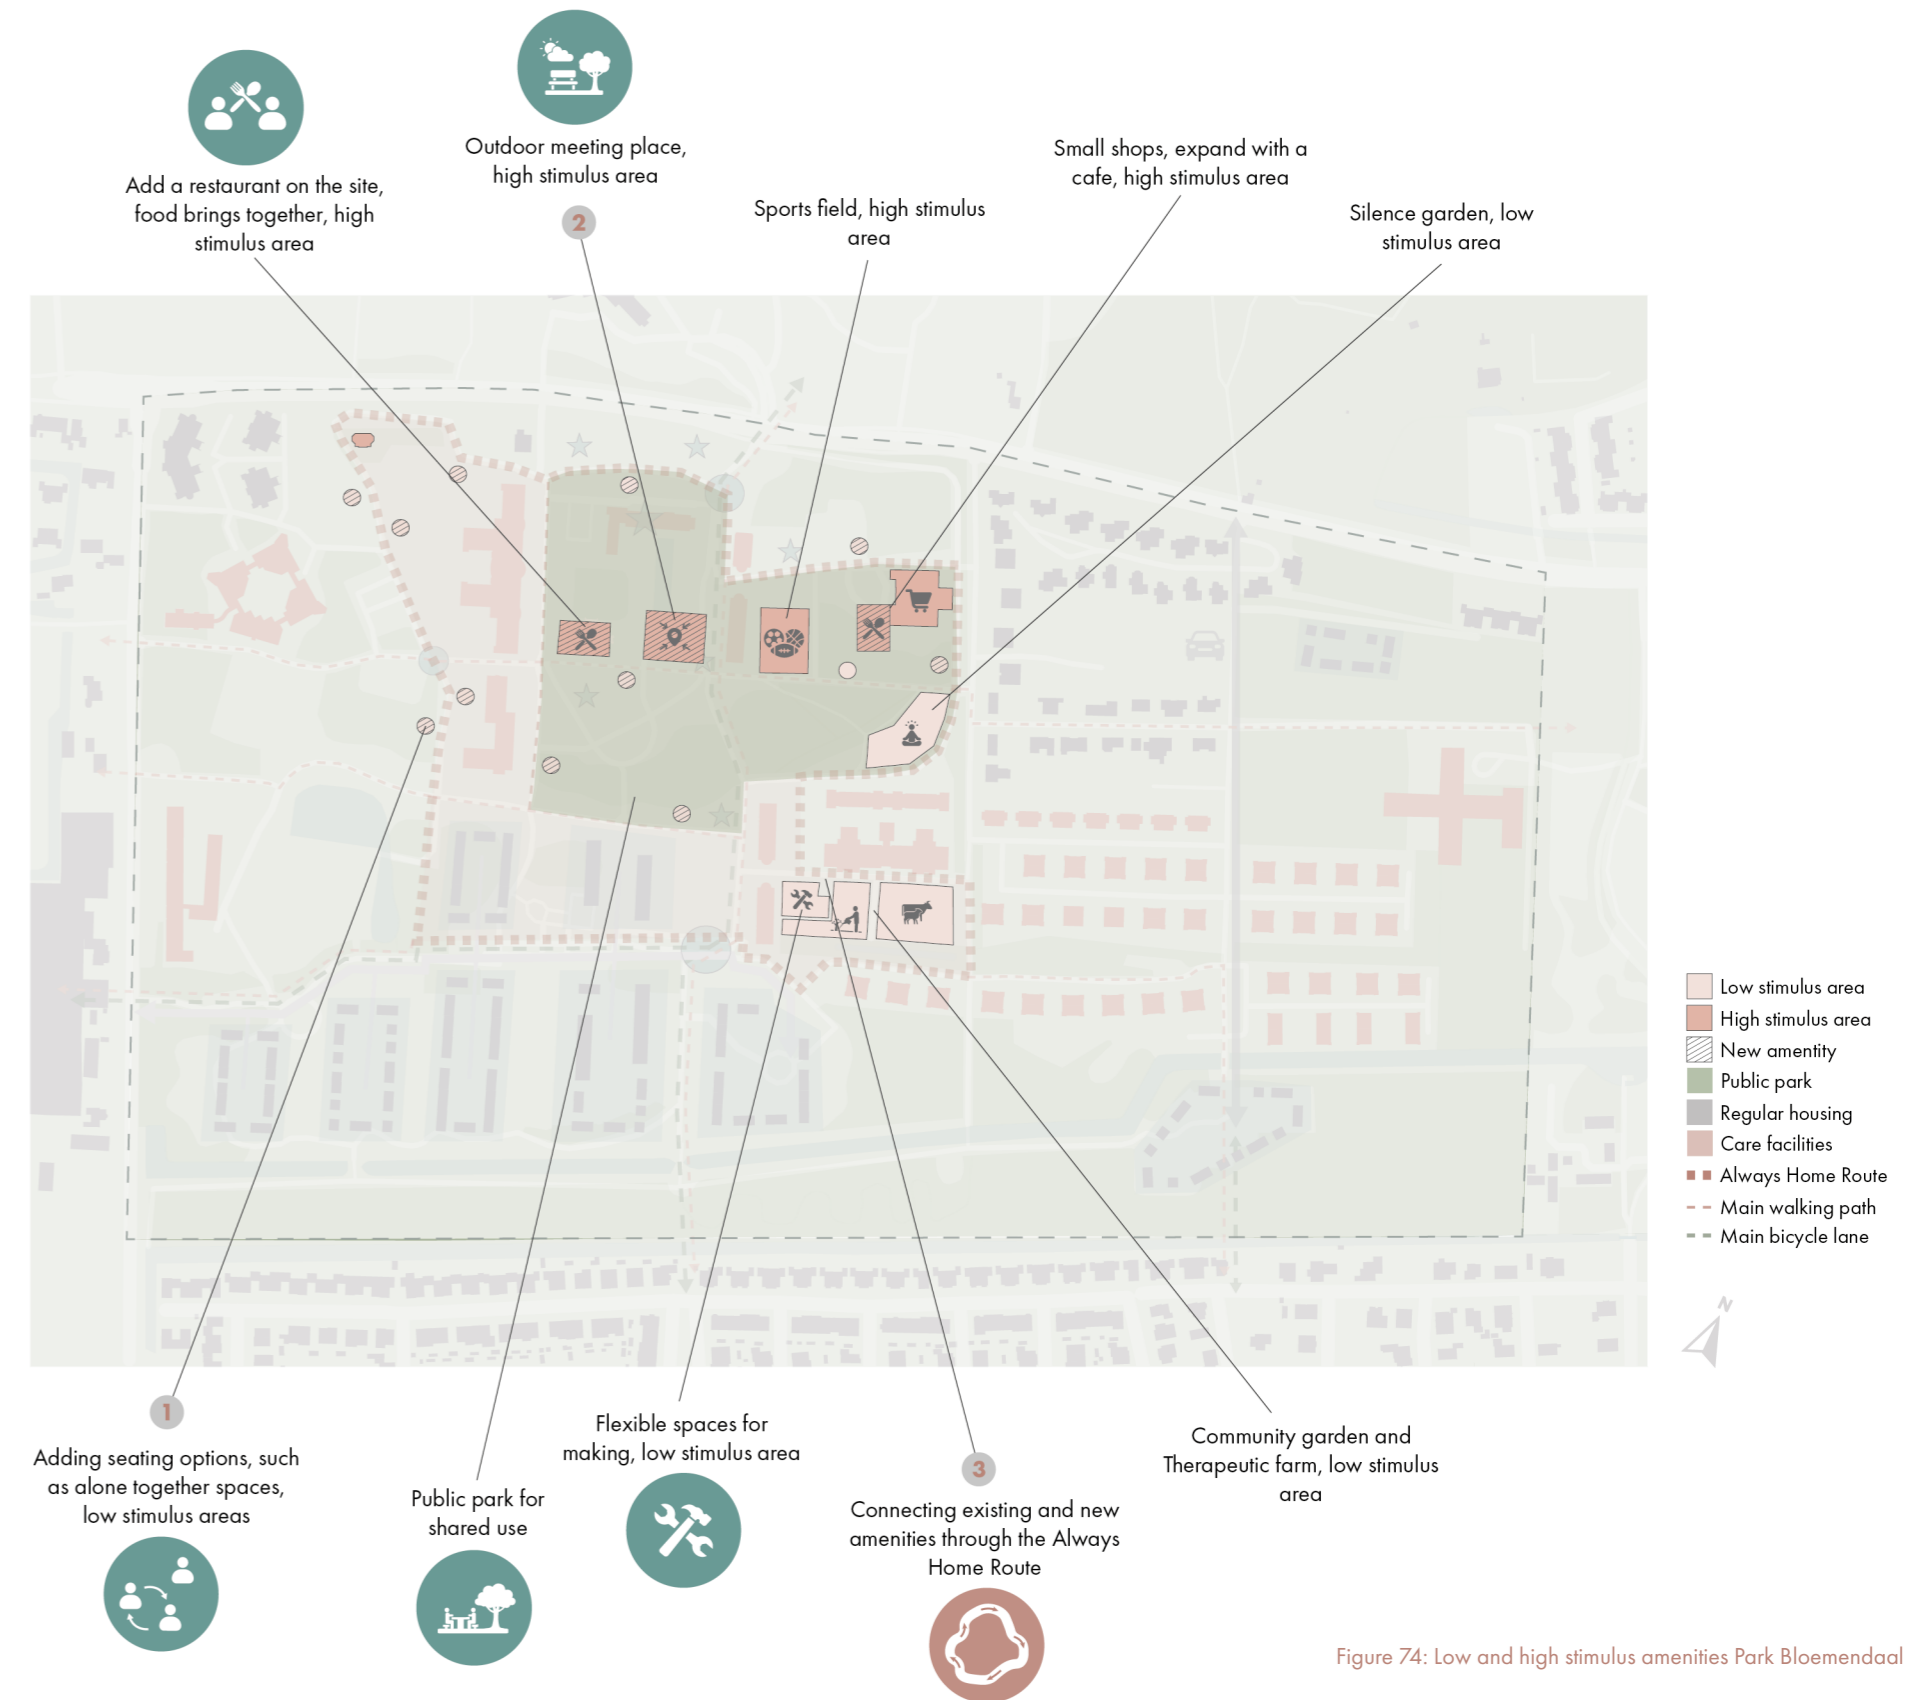 Add a restaurant on the site,
food brings together, high
stimulus area
Outdoor meeting place,
high stimulus area
2
Sports field, high stimulus
area
Small shops, expand with a
cafe, high stimulus area
Silence garden, low
stimulus area
Low stimulus area
High stimulus area
New amentity
Public park
Regular housing
Care facilities
Always Home Route
Main walking path
Main bicycle lane
N
1
Adding seating options, such
as alone together spaces,
low stimulus areas
Public park for
shared use
Flexible spaces for
making, low stimulus area
3
Connecting existing and new
amenities through the Always
Home Route
Community garden and
Therapeutic farm, low stimulus
area
Figure 74: Low and high stimulus amenities Park Bloemendaal